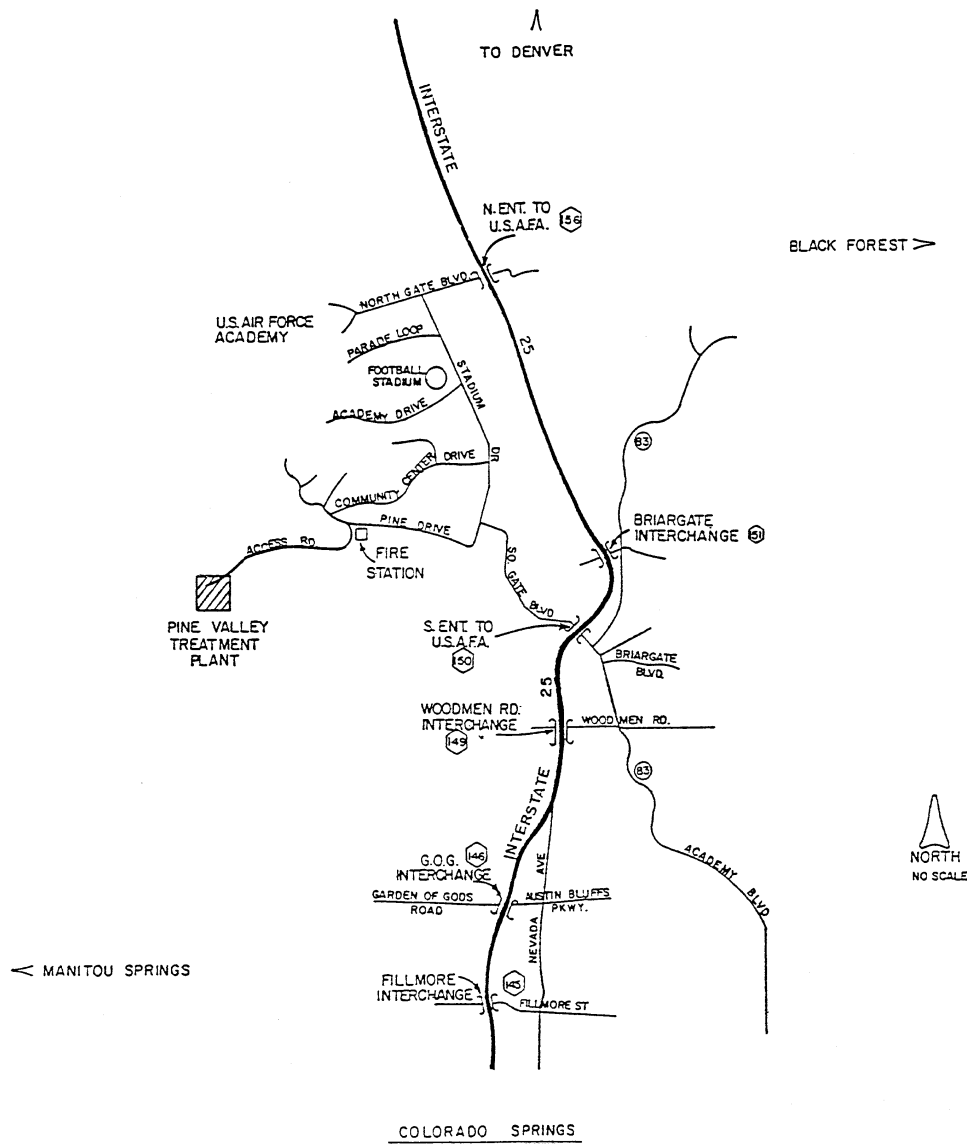 TO DENVER
INTERSTATE
N. ENT. TO
U.S.A.F.A.
156
BLACK FOREST
NORTH GATE BLVD.
U.S. AIR FORCE
ACADEMY
PARADE LOOP
25
FOOTBALL
STADIUM
STADIUM
DR
ACADEMY DRIVE
83
COMMUNITY CENTER DRIVE
PINE DRIVE
BRIARGATE
INTERCHANGE
151
ACCESS RD.
FIRE
STATION
SO. GATE BLVD
PINE VALLEY
TREATMENT
PLANT
S. ENT. TO
U.S.A.F.A.
150
BRIARGATE
BLVD.
25
WOODMEN RD.
INTERCHANGE
149
WOODMEN RD.
83
INTERSTATE
NORTH
NO SCALE
ACADEMY BLVD
G.O.G.
INTERCHANGE
146
GARDEN OF GODS
ROAD
AUSTIN BLUFFS
PKWY.
NEVADA AVE
MANITOU SPRINGS
FILLMORE
INTERCHANGE
FILLMORE ST
COLORADO SPRINGS